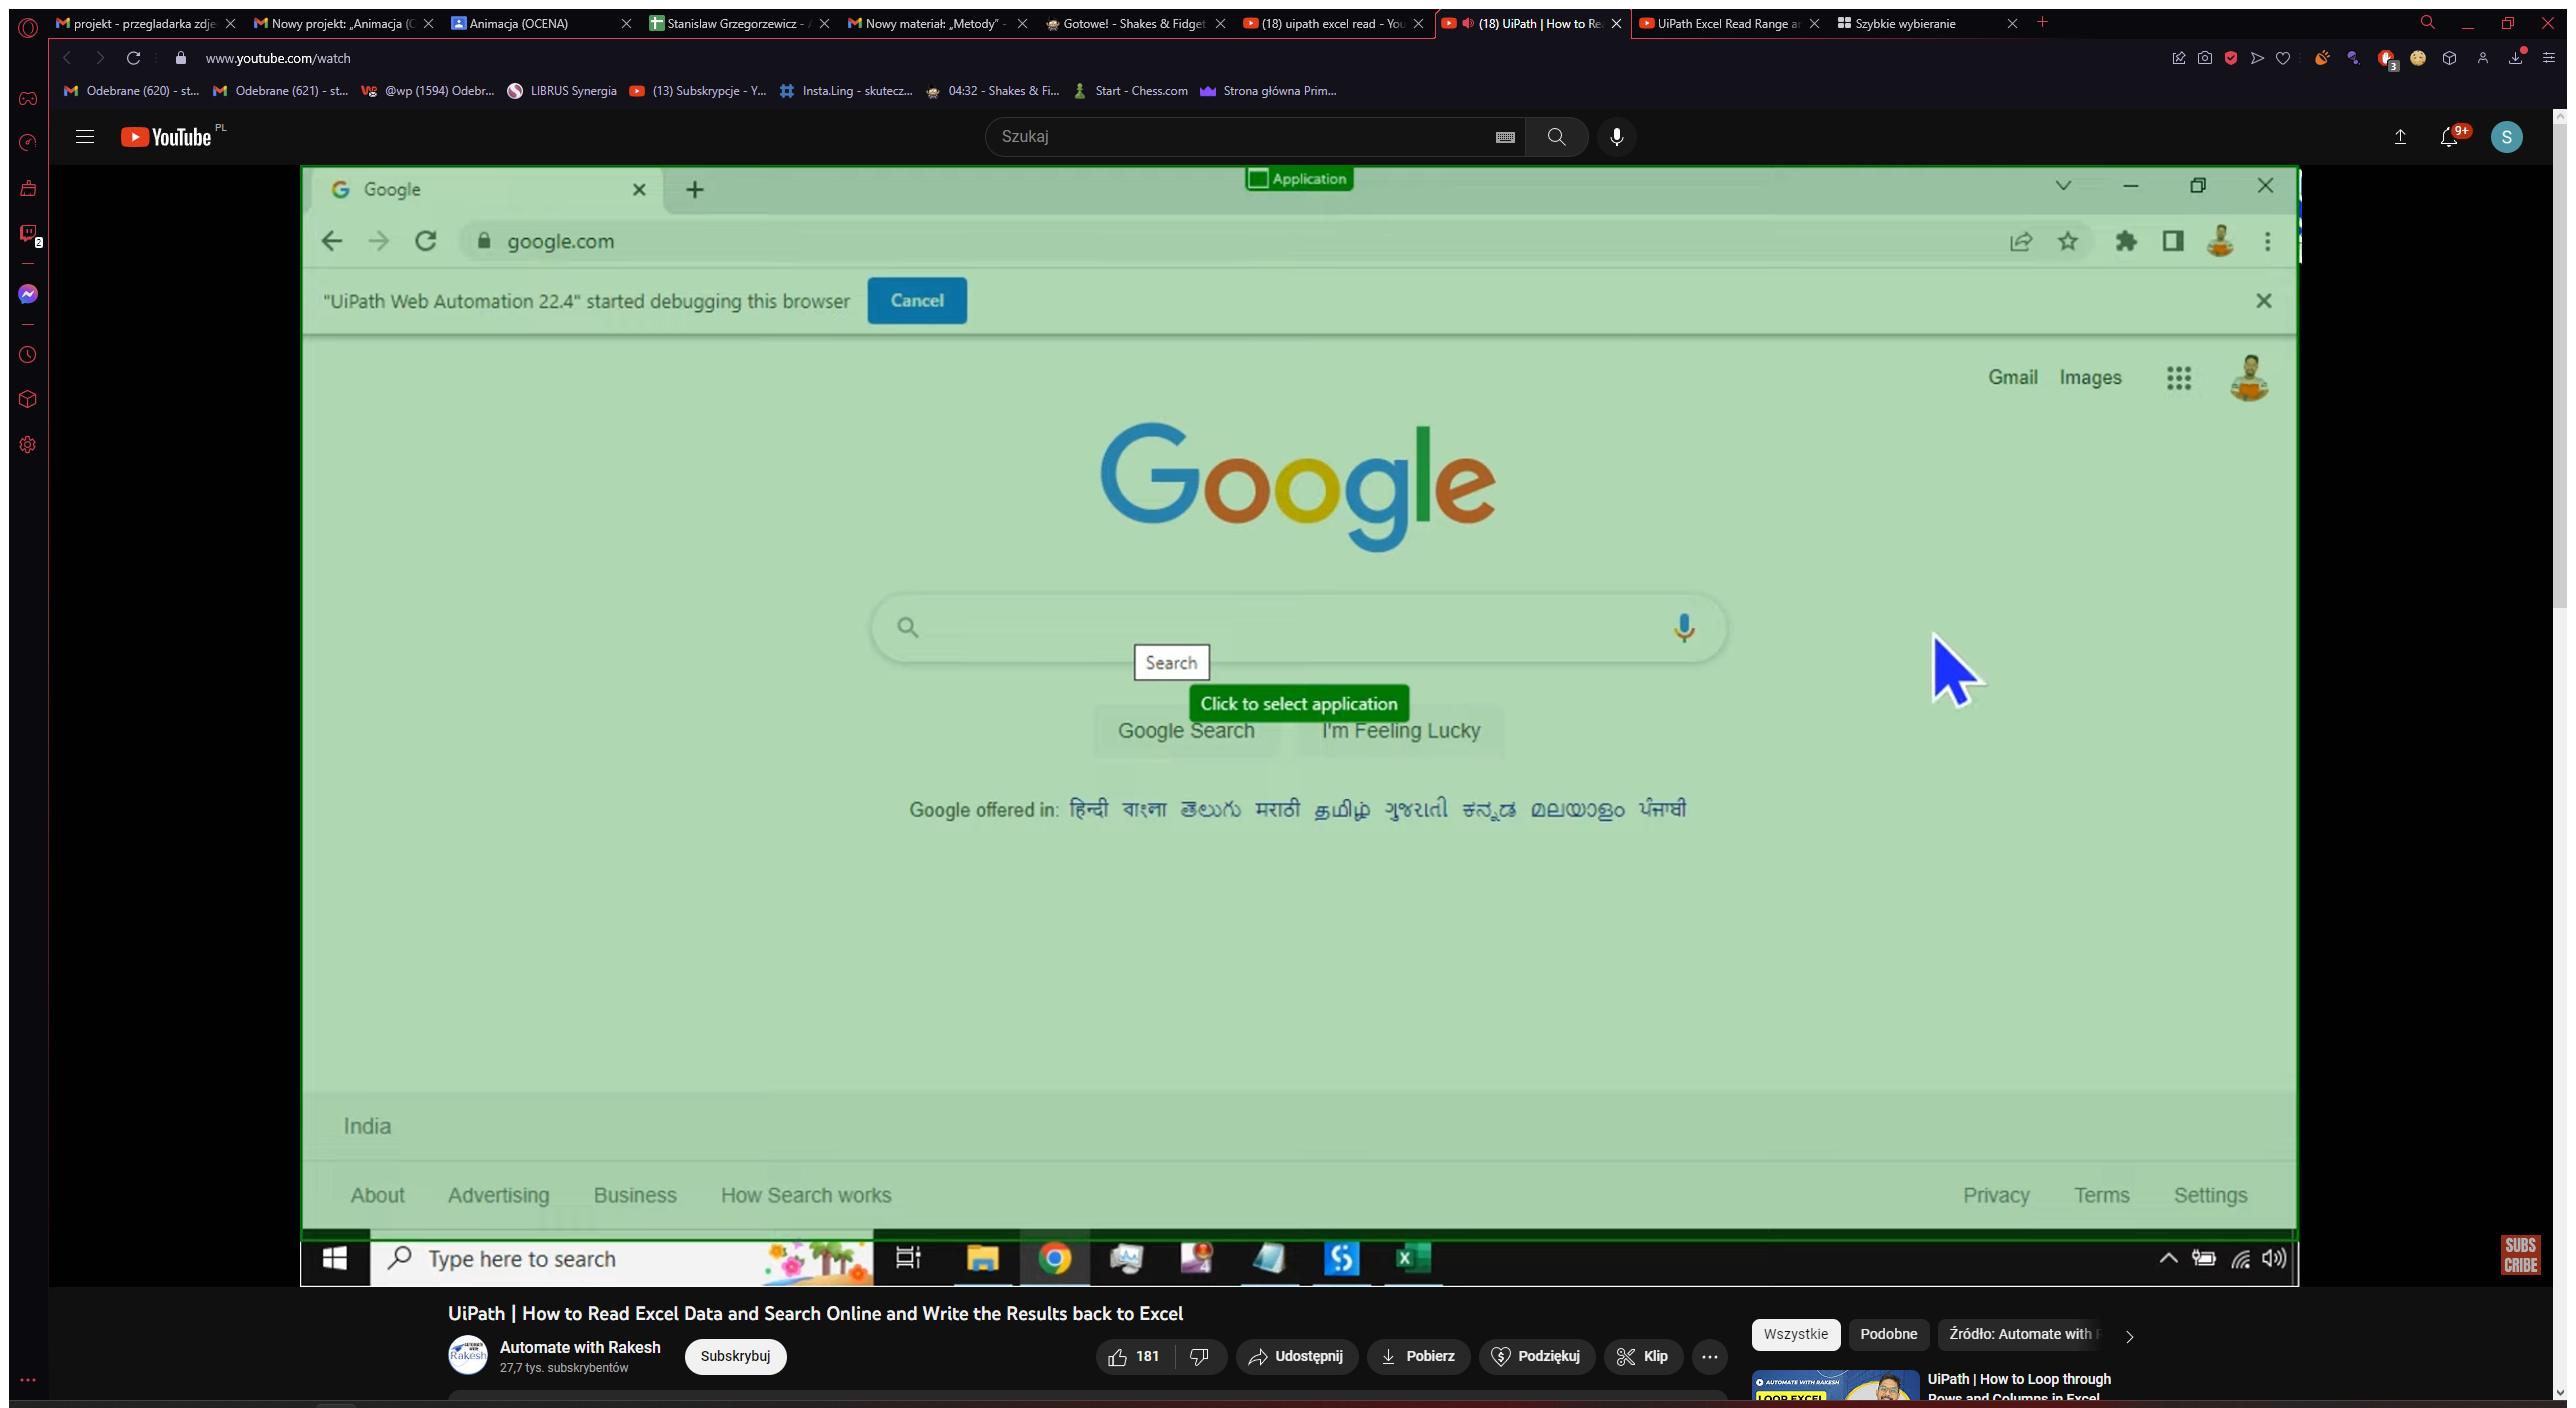 projekt - przegladarka zdje
Nowy projekt: „Animacja (O
Animacja (OCENA)
Stanislaw Grzegorzewicz - A
Nowy materiał: „Metody” -
Gotowe! - Shakes & Fidget
(18) uipath excel read - You
(18) UiPath | How to Re
UiPath Excel Read Range a
Szybkie wybieranie
www.youtube.com/watch
3
Odebrane (620) - st...
Odebrane (621) - st...
@wp (1594) Odebr...
LIBRUS Synergia
(13) Subskrypcje - Y...
Insta.Ling - skutecz...
04:32 - Shakes & Fi...
Start - Chess.com
Strona główna Prim...
YouTube PL
Szukaj
9+
S
2
Google
Application
google.com
"UiPath Web Automation 22.4" started debugging this browser
Cancel
Gmail Images
Google
Search
Click to select application
Google Search
I'm Feeling Lucky
Google offered in: हिन्दी বাংলা తెలుగు मराठी தமிழ் ગુજરાતી ಕನ್ನಡ മലയാളം ਪੰਜਾਬੀ
India
About Advertising Business How Search works
Privacy Terms Settings
Type here to search
SUBS
CRIBE
UiPath | How to Read Excel Data and Search Online and Write the Results back to Excel
Automate with Rakesh
27,7 tys. subskrybentów
Subskrybuj
181
Udostępnij
Pobierz
Podziękuj
Klip
Wszystkie
Podobne
Źródło: Automate with R
AUTOMATE WITH RAKESH
LOOP EXCEL
UiPath | How to Loop through
Rows and Columns in Excel